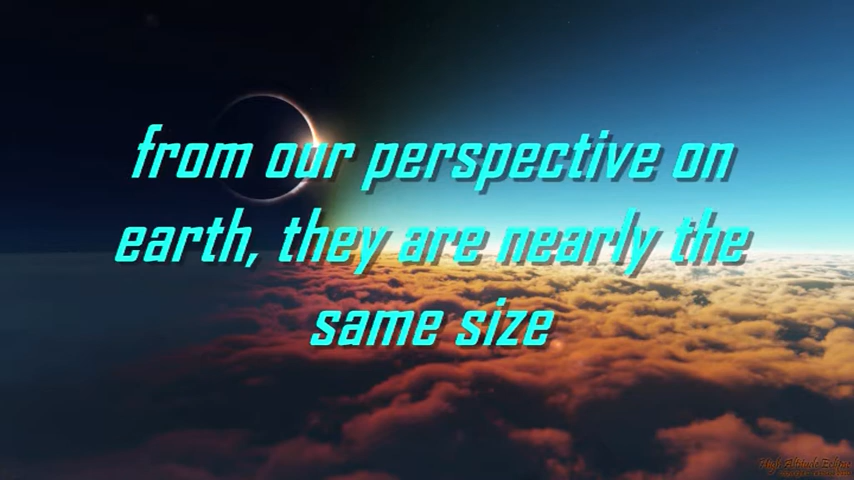 from our perspective on
earth, they are nearly the
same size